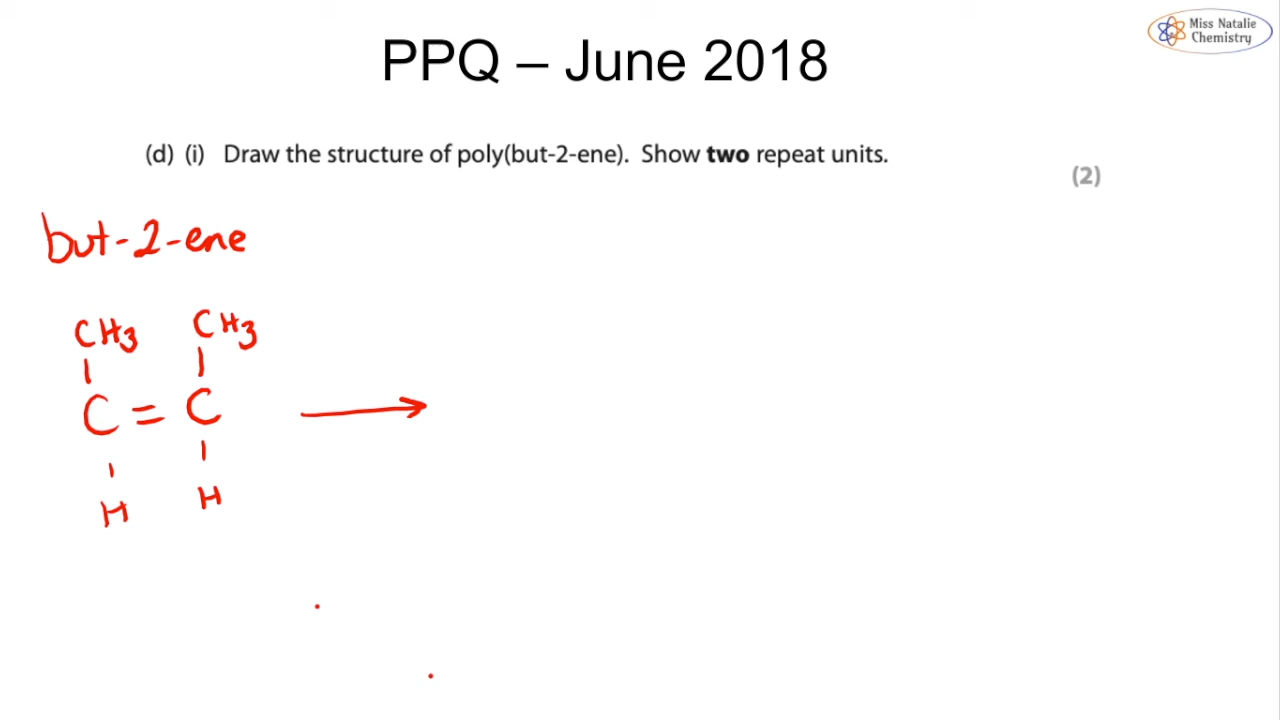 Miss Natalie
Chemistry
PPQ – June 2018
(d) (i) Draw the structure of poly(but-2-ene). Show two repeat units.
(2)
but-2-ene
CH3 CH3
C = C
H H